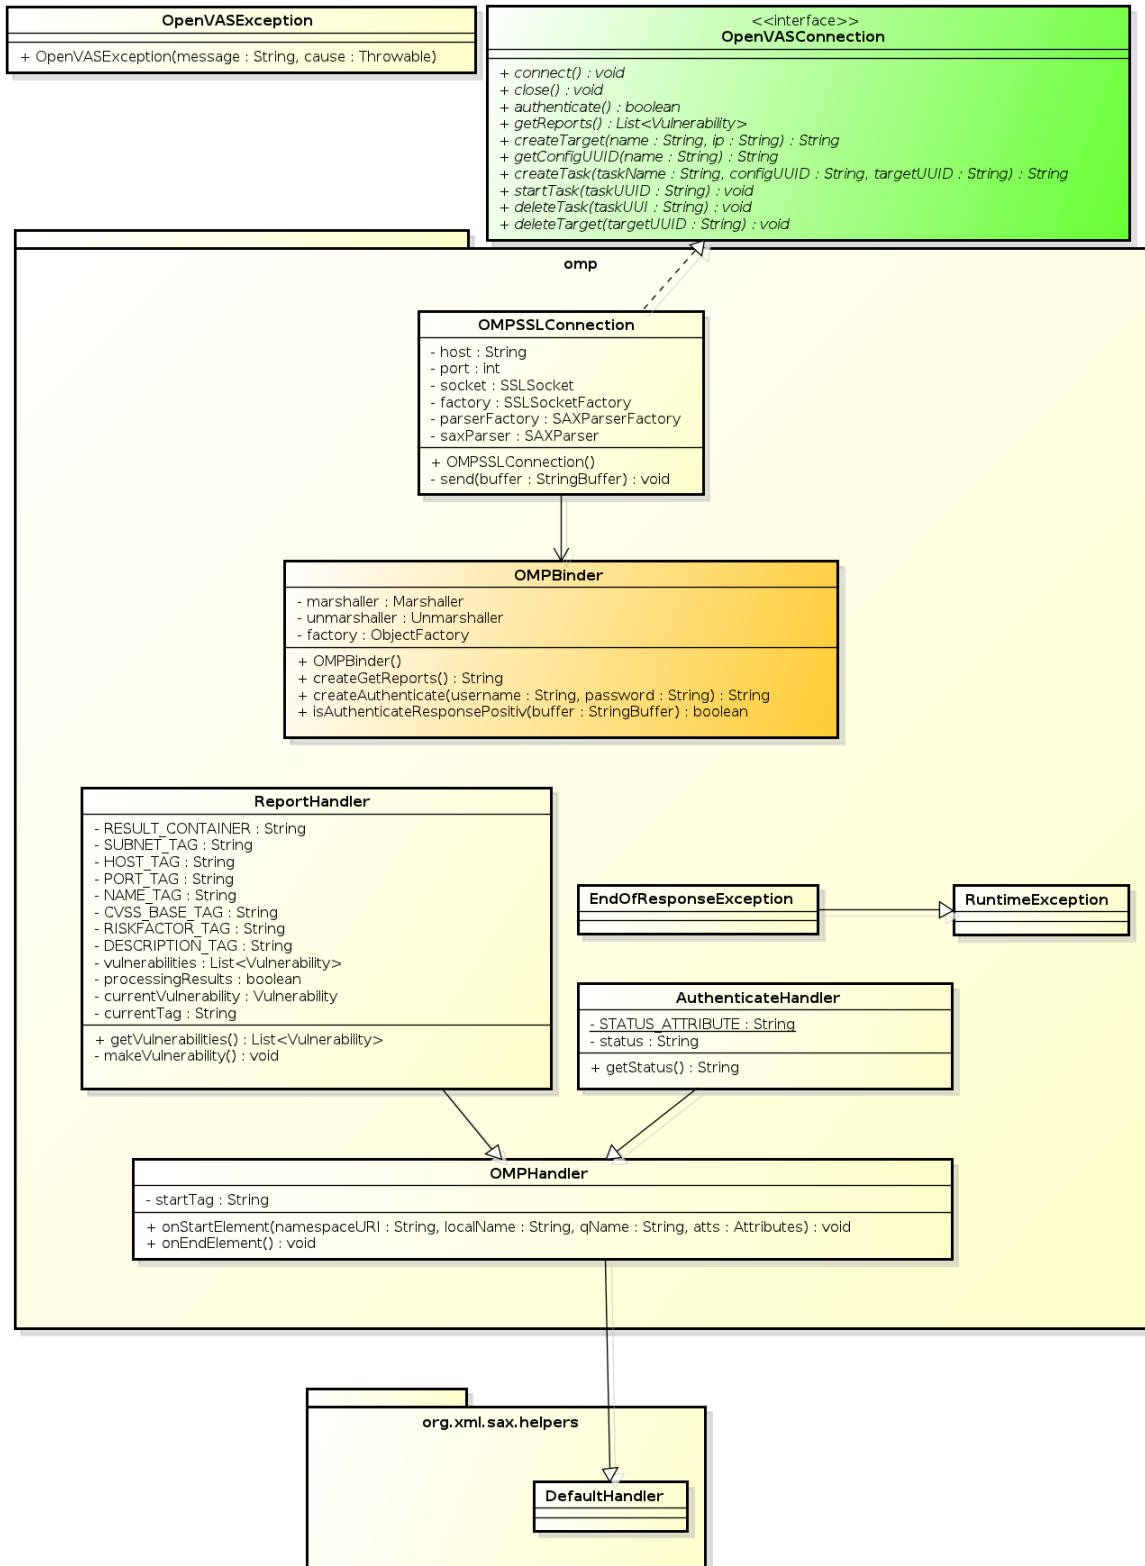 OpenVASException
+ OpenVASException(message : String, cause : Throwable)
<<interface>>
OpenVASConnection
+ connect() : void
+ close() : void
+ authenticate() : boolean
+ getReports() : List<Vulnerability>
+ createTarget(name : String, ip : String) : String
+ getConfigUUID(name : String) : String
+ createTask(taskName : String, configUUID : String, targetUUID : String) : String
+ startTask(taskUUID : String) : void
+ deleteTask(taskUUI : String) : void
+ deleteTarget(targetUUID : String) : void
omp
OMPSSLConnection
- host : String
- port : int
- socket : SSLSocket
- factory : SSLSocketFactory
- parserFactory : SAXParserFactory
- saxParser : SAXParser
+ OMPSSLConnection()
- send(buffer : StringBuffer) : void
OMPBinder
- marshaller : Marshaller
- unmarshaller : Unmarshaller
- factory : ObjectFactory
+ OMPBinder()
+ createGetReports() : String
+ createAuthenticate(username : String, password : String) : String
+ isAuthenticateResponsePositiv(buffer : StringBuffer) : boolean
ReportHandler
- RESULT_CONTAINER : String
- SUBNET_TAG : String
- HOST_TAG : String
- PORT_TAG : String
- NAME_TAG : String
- CVSS_BASE_TAG : String
- RISKFACTOR_TAG : String
- DESCRIPTION_TAG : String
- vulnerabilities : List<Vulnerability>
- processingResults : boolean
- currentVulnerability : Vulnerability
- currentTag : String
+ getVulnerabilities() : List<Vulnerability>
- makeVulnerability() : void
EndOfResponseException
RuntimeException
AuthenticateHandler
- STATUS_ATTRIBUTE : String
- status : String
+ getStatus() : String
OMPHandler
- startTag : String
+ onStartElement(namespaceURI : String, localName : String, qName : String, atts : Attributes) : void
+ onEndElement() : void
org.xml.sax.helpers
DefaultHandler